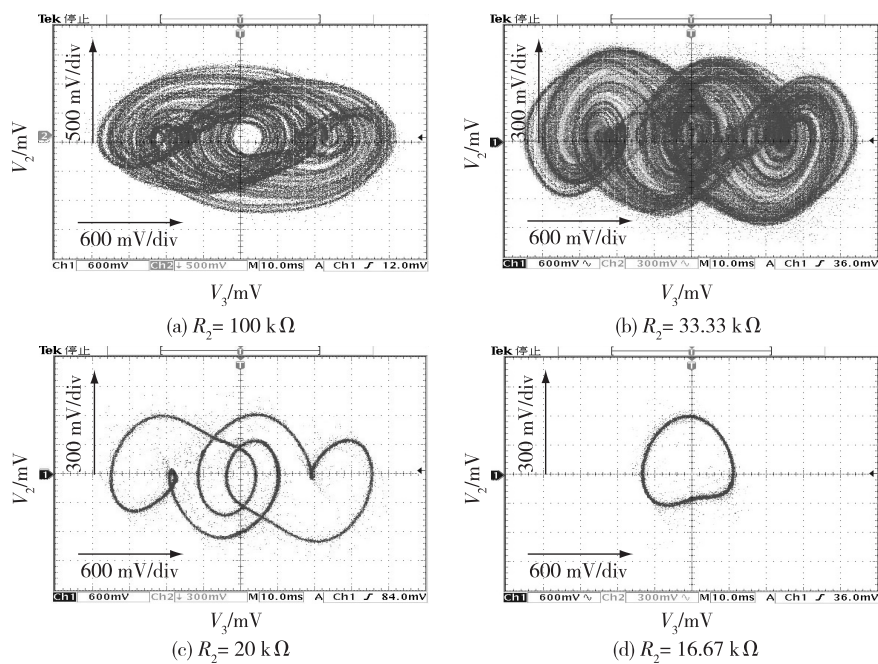 Tek 停止
500 mV/div
V₂/mV
2
600 mV/div
Ch1 600mV Ch2 ↓ 500mV M 10.0ms A Ch1 ƒ 12.0mV
V₃/mV
(a) R₂= 100 k Ω
Tek 停止
300 mV/div
V₂/mV
1
600 mV/div
Ch1 600mV ∿ Ch2 300mV ∿ M 10.0ms A Ch1 ƒ 36.0mV
V₃/mV
(b) R₂= 33.33 k Ω
Tek 停止
300 mV/div
V₂/mV
1
600 mV/div
Ch1 600mV Ch2 ↓ 300mV M 10.0ms A Ch1 ƒ 84.0mV
V₃/mV
(c) R₂= 20 k Ω
Tek 停止
300 mV/div
V₂/mV
1
600 mV/div
Ch1 600mV ∿ Ch2 300mV ∿ M 10.0ms A Ch1 ƒ 36.0mV
V₃/mV
(d) R₂= 16.67 k Ω